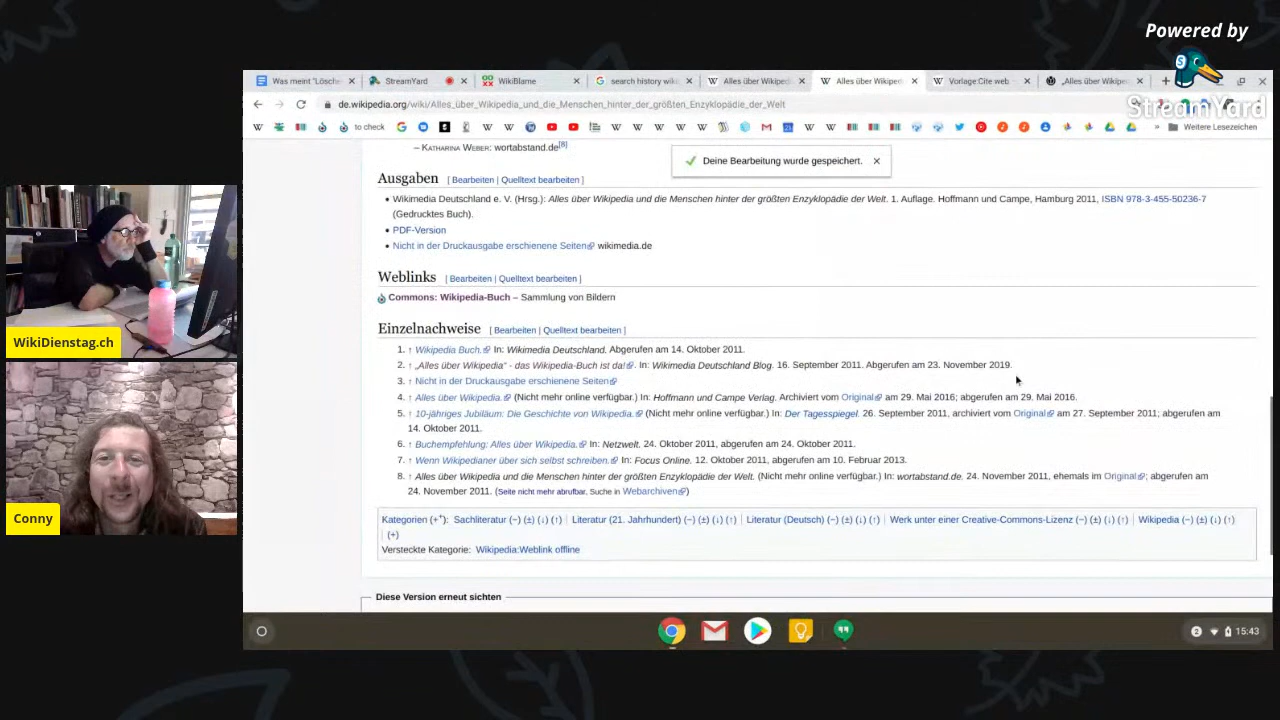 Powered by
StreamYard
Was meint "Lösche
StreamYard
WikiBlame
search history wiki
Alles über Wikiped
Alles über Wikiped
Vorlage:Cite web
„Alles über Wikipe
de.wikipedia.org/wiki/Alles_über_Wikipedia_und_die_Menschen_hinter_der_größten_Enzyklopädie_der_Welt
to check
Weitere Lesezeichen
– Katharina Weber: wortabstand.de[8]
Deine Bearbeitung wurde gespeichert.
Ausgaben [ Bearbeiten | Quelltext bearbeiten ]
Wikimedia Deutschland e. V. (Hrsg.): Alles über Wikipedia und die Menschen hinter der größten Enzyklopädie der Welt. 1. Auflage. Hoffmann und Campe, Hamburg 2011, ISBN 978-3-455-50236-7
(Gedrucktes Buch).
PDF-Version
Nicht in der Druckausgabe erschienene Seiten wikimedia.de
Weblinks [ Bearbeiten | Quelltext bearbeiten ]
Commons: Wikipedia-Buch – Sammlung von Bildern
Einzelnachweise [ Bearbeiten | Quelltext bearbeiten ]
1. ↑ Wikipedia Buch. In: Wikimedia Deutschland. Abgerufen am 14. Oktober 2011.
2. ↑ „Alles über Wikipedia" - das Wikipedia-Buch ist da!. In: Wikimedia Deutschland Blog. 16. September 2011. Abgerufen am 23. November 2019.
3. ↑ Nicht in der Druckausgabe erschienene Seiten
4. ↑ Alles über Wikipedia. (Nicht mehr online verfügbar.) In: Hoffmann und Campe Verlag. Archiviert vom Original am 29. Mai 2016; abgerufen am 29. Mai 2016.
5. ↑ 10-jähriges Jubiläum: Die Geschichte von Wikipedia. (Nicht mehr online verfügbar.) In: Der Tagesspiegel. 26. September 2011, archiviert vom Original am 27. September 2011; abgerufen am
14. Oktober 2011.
6. ↑ Buchempfehlung: Alles über Wikipedia. In: Netzwelt. 24. Oktober 2011, abgerufen am 24. Oktober 2011.
7. ↑ Wenn Wikipedianer über sich selbst schreiben. In: Focus Online. 12. Oktober 2011, abgerufen am 10. Februar 2013.
8. ↑ Alles über Wikipedia und die Menschen hinter der größten Enzyklopädie der Welt. (Nicht mehr online verfügbar.) In: wortabstand.de. 24. November 2011, ehemals im Original; abgerufen am
24. November 2011. (Seite nicht mehr abrufbar, Suche in Webarchiven)
Kategorien (+⁺): Sachliteratur (−) (±) (↓) (↑) | Literatur (21. Jahrhundert) (−) (±) (↓) (↑) | Literatur (Deutsch) (−) (±) (↓) (↑) | Werk unter einer Creative-Commons-Lizenz (−) (±) (↓) (↑) | Wikipedia (−) (±) (↓) (↑)
| (+)
Versteckte Kategorie: Wikipedia:Weblink offline
Diese Version erneut sichten
WikiDienstag.ch
Conny
2
15:43